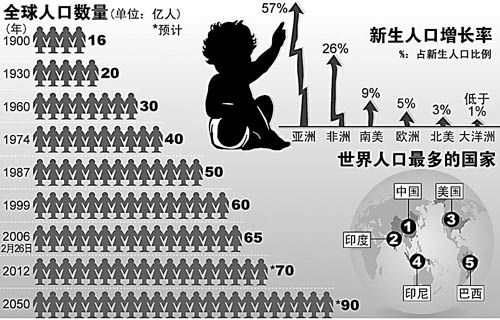 全球人口数量(单位：亿人)
(年)
*预计
1900 16
1930 20
1960 30
1974 40
1987 50
1999 60
2006 65
2月26日
2012 *70
2050 *90
新生人口增长率
%：占新生人口比例
57%
26%
9%
5%
3%
低于
1%
亚洲 非洲 南美 欧洲 北美 大洋洲
世界人口最多的国家
中国 美国
1
3
印度 2
4 5
印尼 巴西